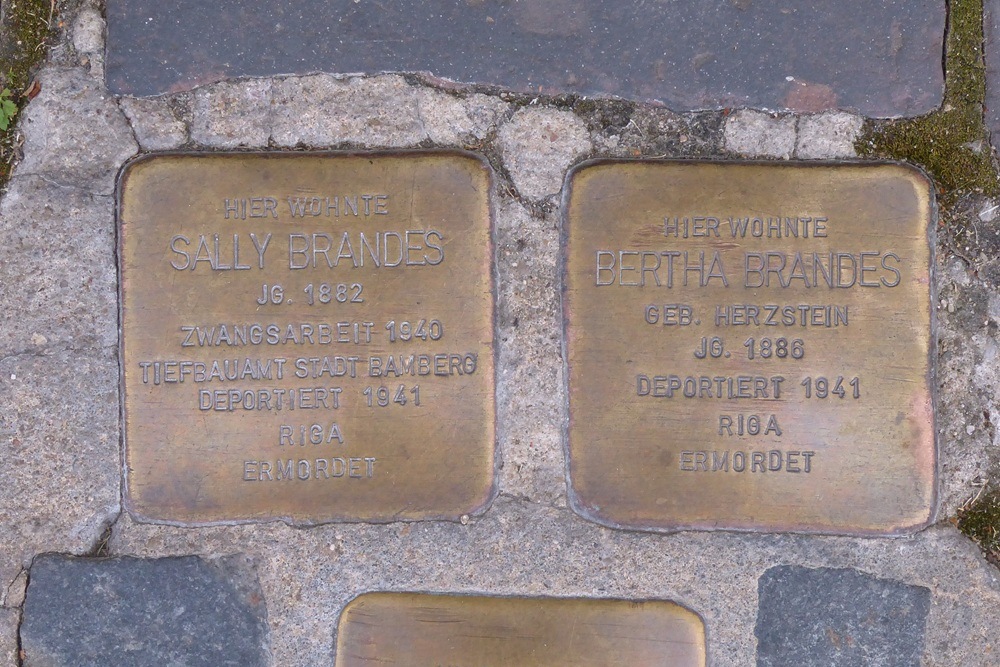 HIER WOHNTE
SALLY BRANDES
JG. 1882
ZWANGSARBEIT 1940
TIEFBAUAMT STADT BAMBERG
DEPORTIERT 1941
RIGA
ERMORDET
HIER WOHNTE
BERTHA BRANDES
GEB. HERZSTEIN
JG. 1886
DEPORTIERT 1941
RIGA
ERMORDET